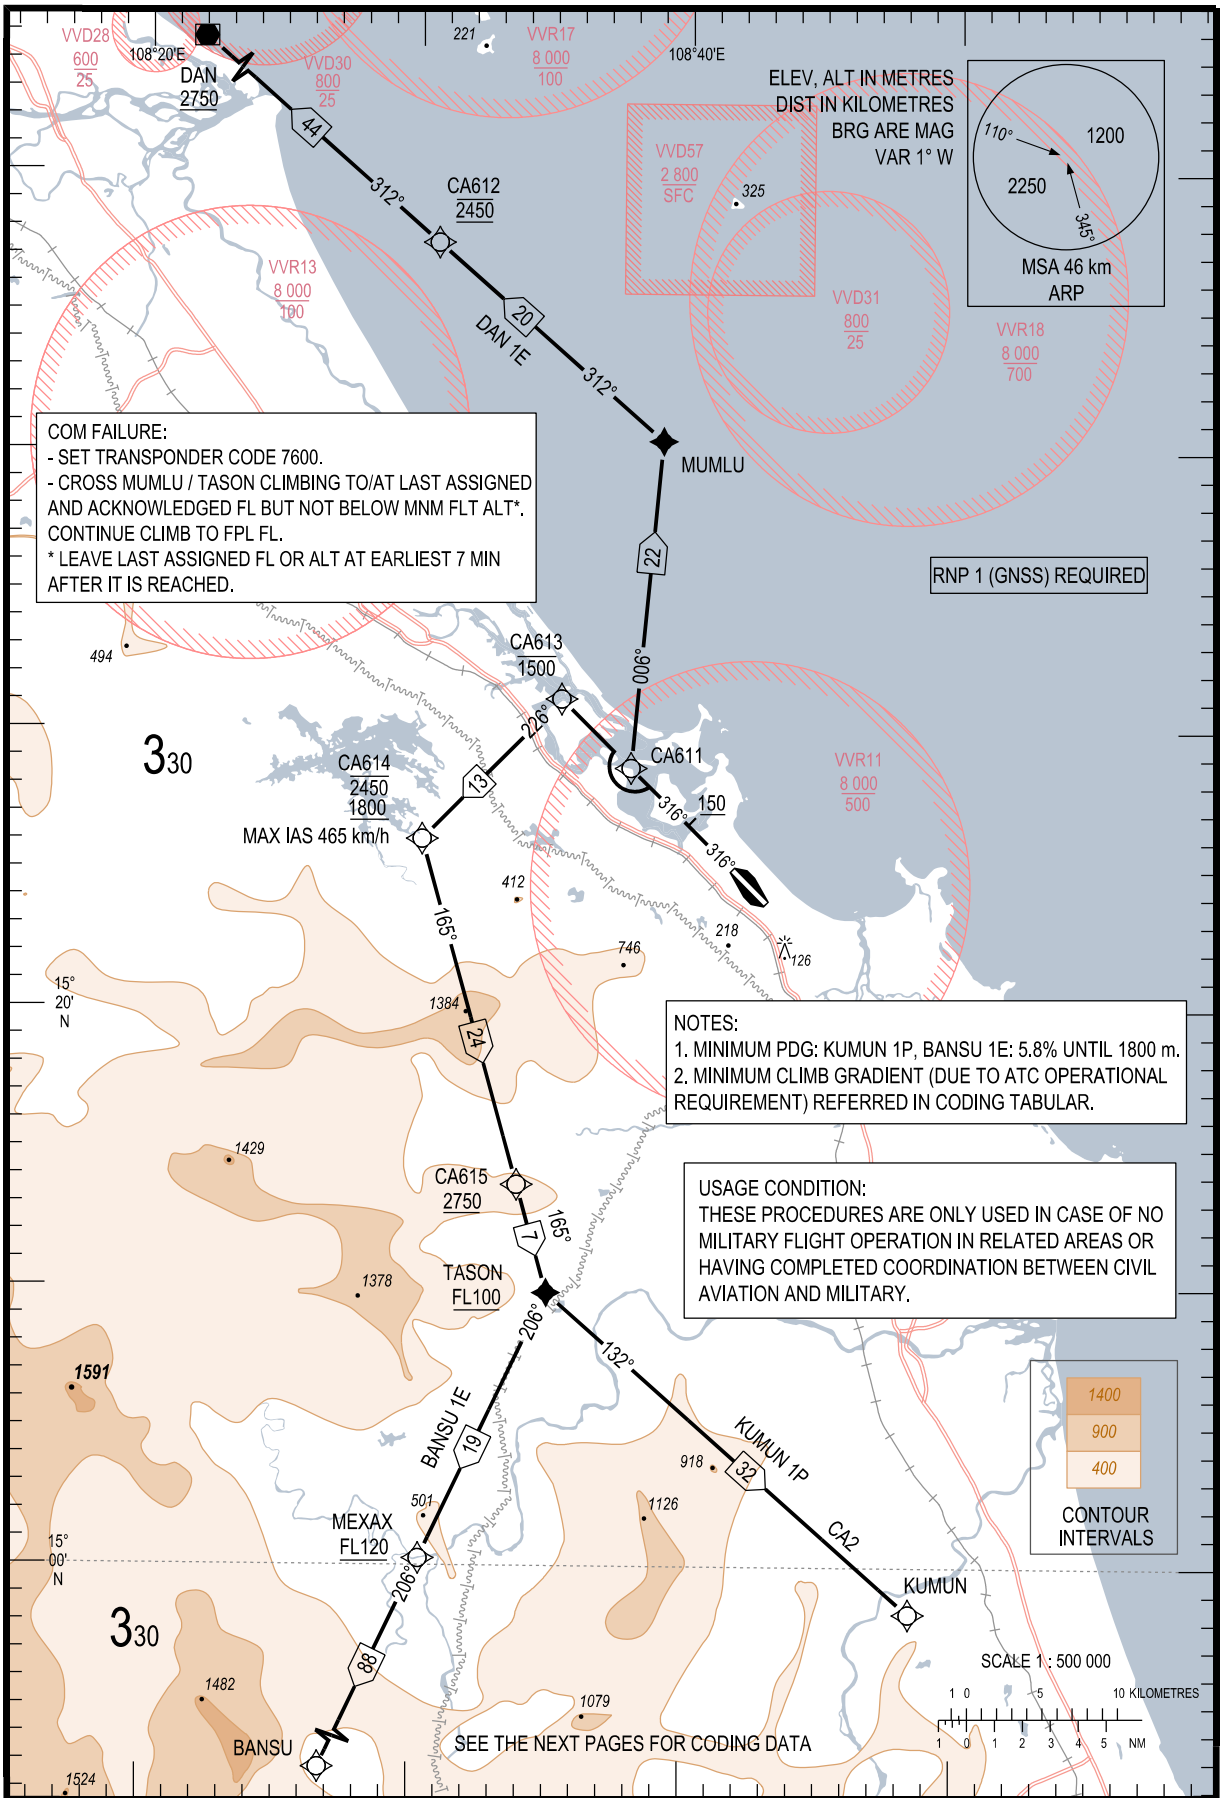 VVD28
600
25
108°20'E
DAN
2750
VVD30
800
25
221
VVR17
8 000
100
108°40'E
ELEV, ALT IN METRES
DIST IN KILOMETRES
BRG ARE MAG
VAR 1° W
110°
1200
2250
345°
MSA 46 km
ARP
44
312°
CA612
2450
VVD57
2 800
SFC
325
VVR13
8 000
100
20
DAN 1E
312°
VVD31
800
25
VVR18
8 000
700
COM FAILURE:
- SET TRANSPONDER CODE 7600.
- CROSS MUMLU / TASON CLIMBING TO/AT LAST ASSIGNED
AND ACKNOWLEDGED FL BUT NOT BELOW MNM FLT ALT*.
CONTINUE CLIMB TO FPL FL.
* LEAVE LAST ASSIGNED FL OR ALT AT EARLIEST 7 MIN
AFTER IT IS REACHED.
MUMLU
22
006°
RNP 1 (GNSS) REQUIRED
494
CA613
1500
226°
330
CA614
2450
1800
MAX IAS 465 km/h
13
CA611
316°
150
316°
VVR11
8 000
500
412
165°
218
126
746
15°
20'
N
1384
24
NOTES:
1. MINIMUM PDG: KUMUN 1P, BANSU 1E: 5.8% UNTIL 1800 m.
2. MINIMUM CLIMB GRADIENT (DUE TO ATC OPERATIONAL
REQUIREMENT) REFERRED IN CODING TABULAR.
1429
CA615
2750
165°
7
USAGE CONDITION:
THESE PROCEDURES ARE ONLY USED IN CASE OF NO
MILITARY FLIGHT OPERATION IN RELATED AREAS OR
HAVING COMPLETED COORDINATION BETWEEN CIVIL
AVIATION AND MILITARY.
1378
TASON
FL100
206°
132°
1591
BANSU 1E
19
KUMUN 1P
32
918
1400
900
400
CONTOUR
INTERVALS
501
1126
CA2
MEXAX
FL120
206°
15°
00'
N
KUMUN
330
88
1482
1079
SCALE 1 : 500 000
1 0 5 10 KILOMETRES
1 0 1 2 3 4 5 NM
BANSU
SEE THE NEXT PAGES FOR CODING DATA
1524